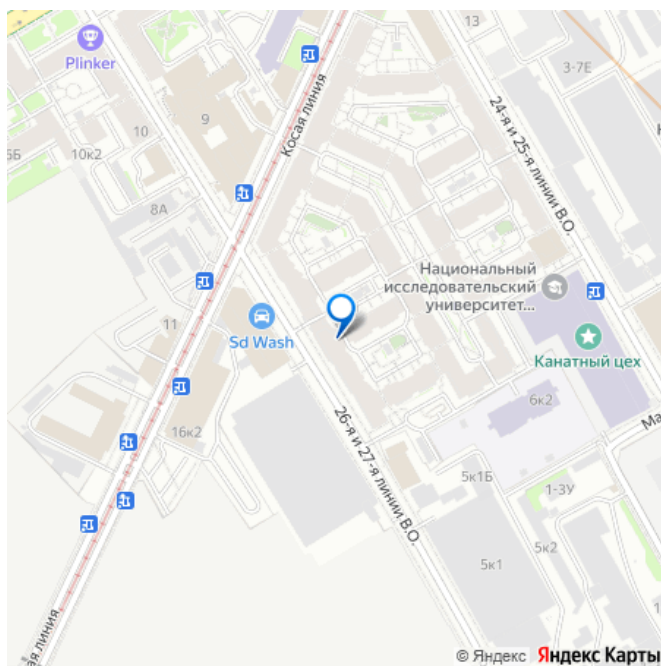 13
Plinker
3-7Е
9
Косая линия
10
10к2
5Б
24-я и 25-я линии В.О.
8А
Национальный
исследовательский
университет...
11
Sd Wash
Канатный цех
6к2
16к2
26-я и 27-я линии В.О.
Ма
5к1Б
1-3У
5к2
5к1
ая линия
© Яндекс Яндекс Карты